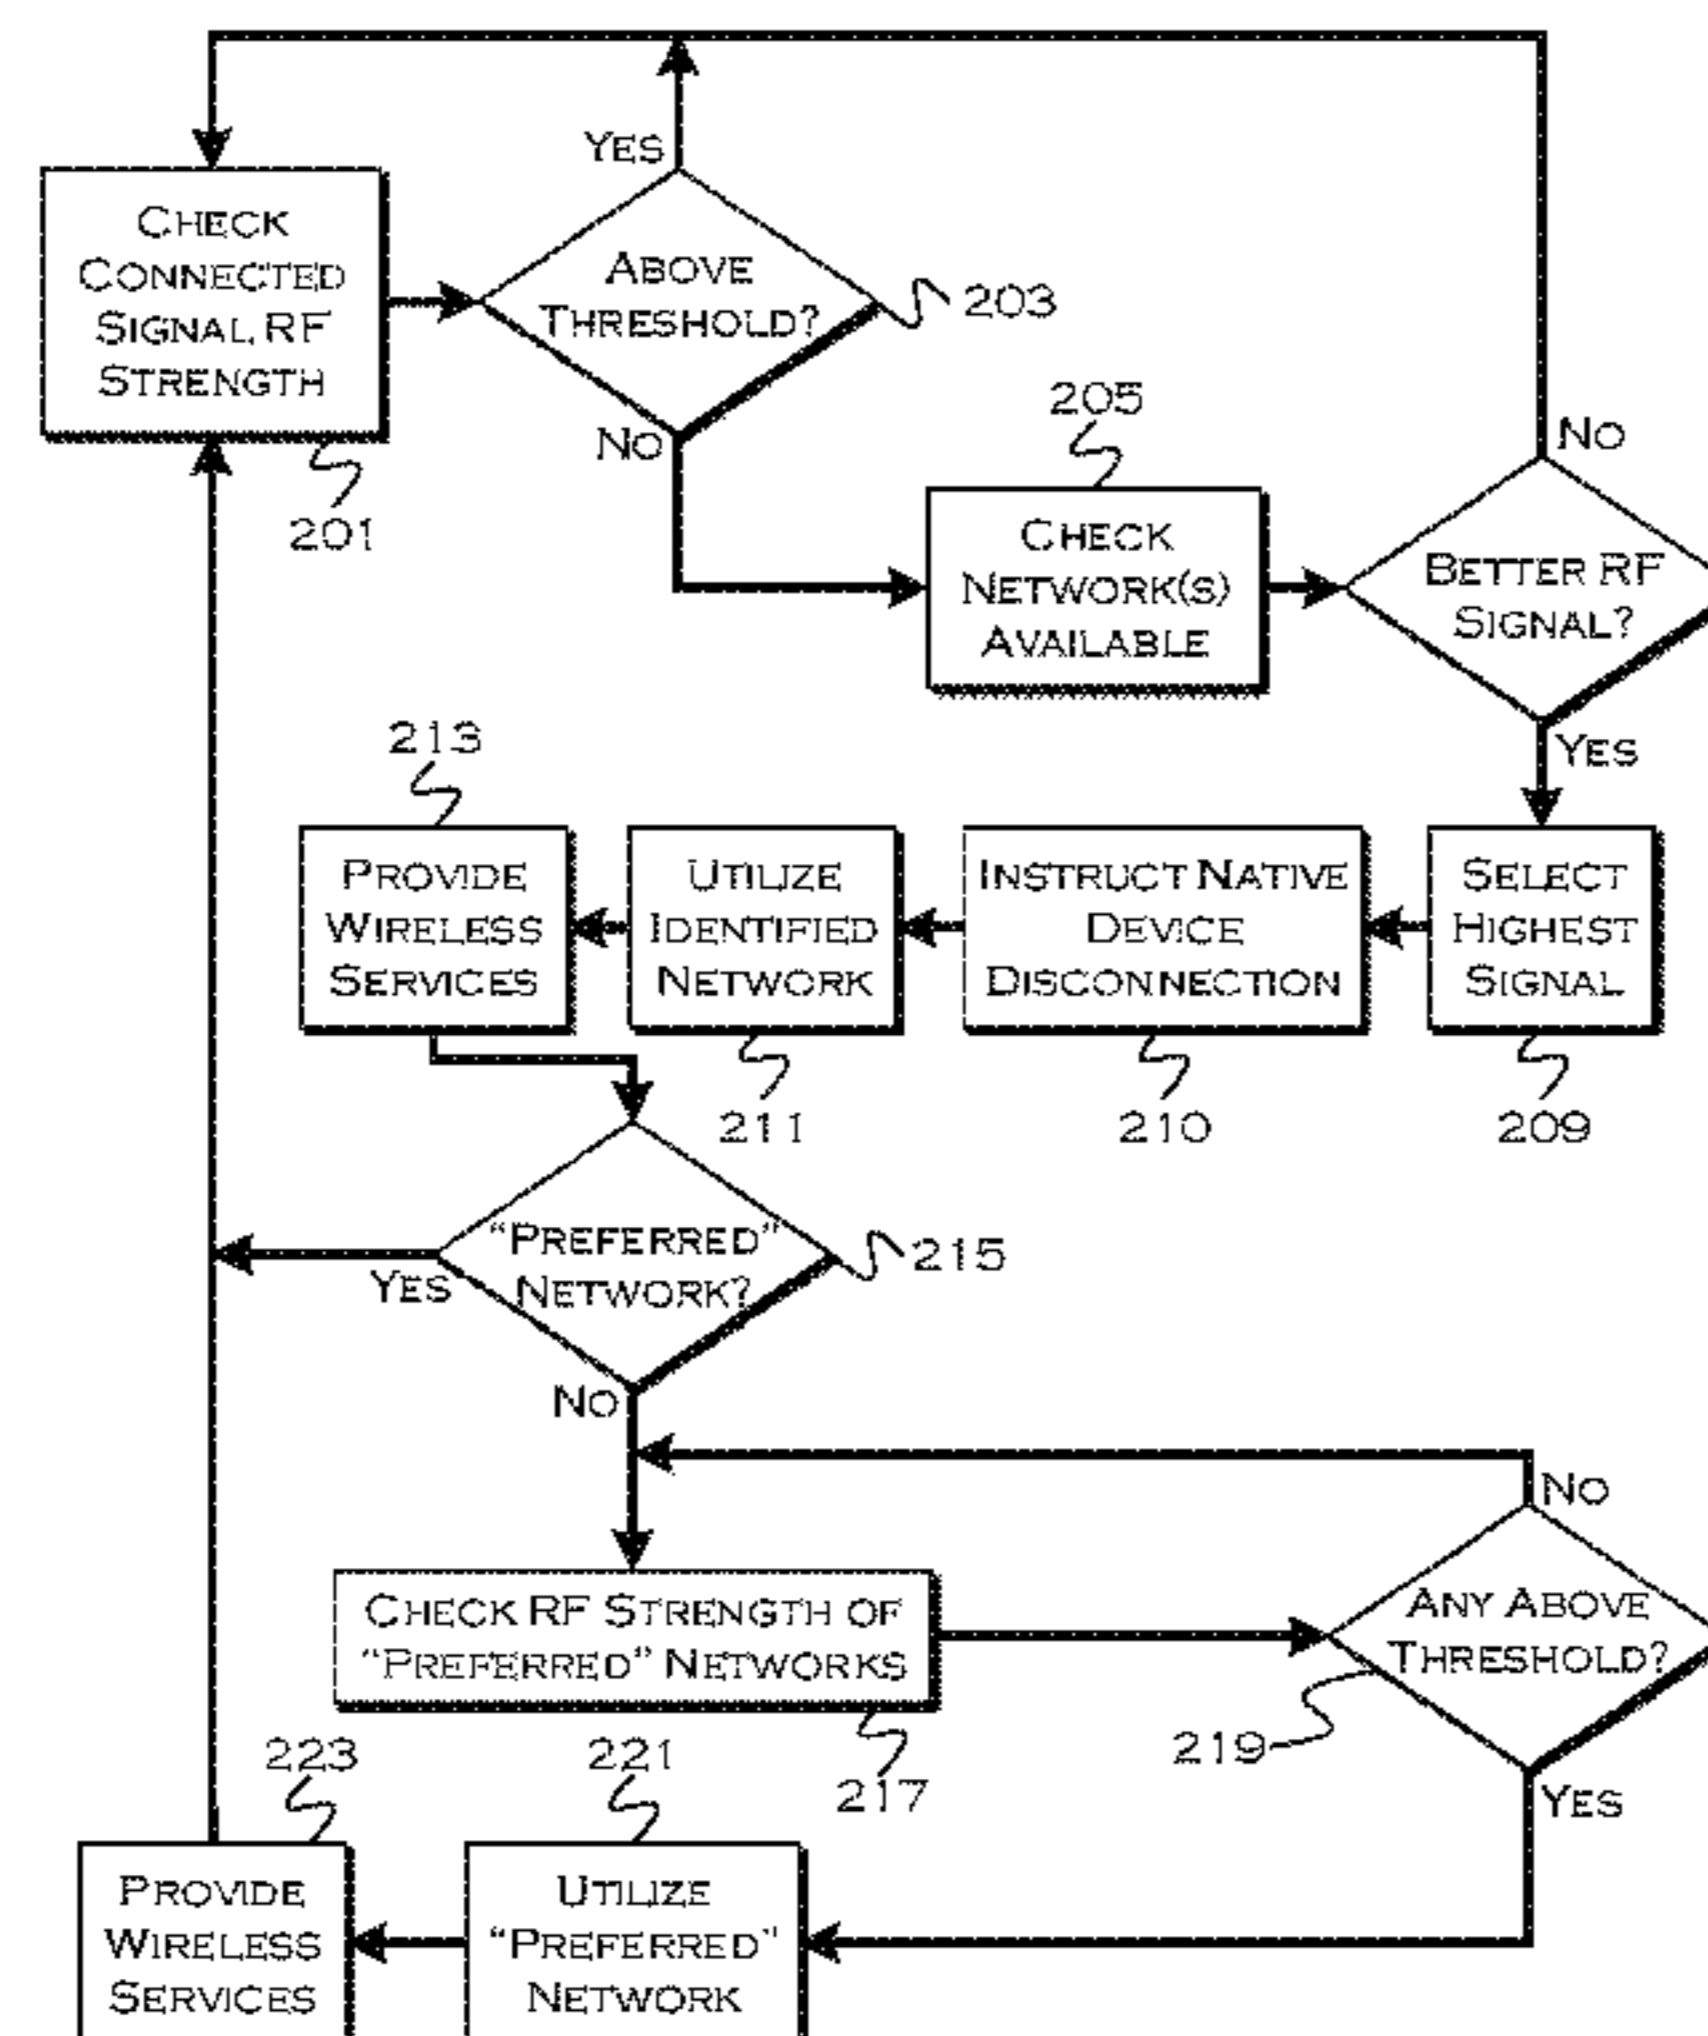 YES
CHECK
CONNECTED
SIGNAL RF
STRENGTH
201
ABOVE
THRESHOLD?
203
NO
205
CHECK
NETWORK(S)
AVAILABLE
NO
BETTER RF
SIGNAL?
YES
213
PROVIDE
WIRELESS
SERVICES
UTILIZE
IDENTIFIED
NETWORK
211
INSTRUCT NATIVE
DEVICE
DISCONNECTION
210
SELECT
HIGHEST
SIGNAL
209
"PREFERRED"
NETWORK?
215
YES
NO
CHECK RF STRENGTH OF
"PREFERRED" NETWORKS
217
NO
ANY ABOVE
THRESHOLD?
219
YES
223
PROVIDE
WIRELESS
SERVICES
221
UTILIZE
"PREFERRED"
NETWORK